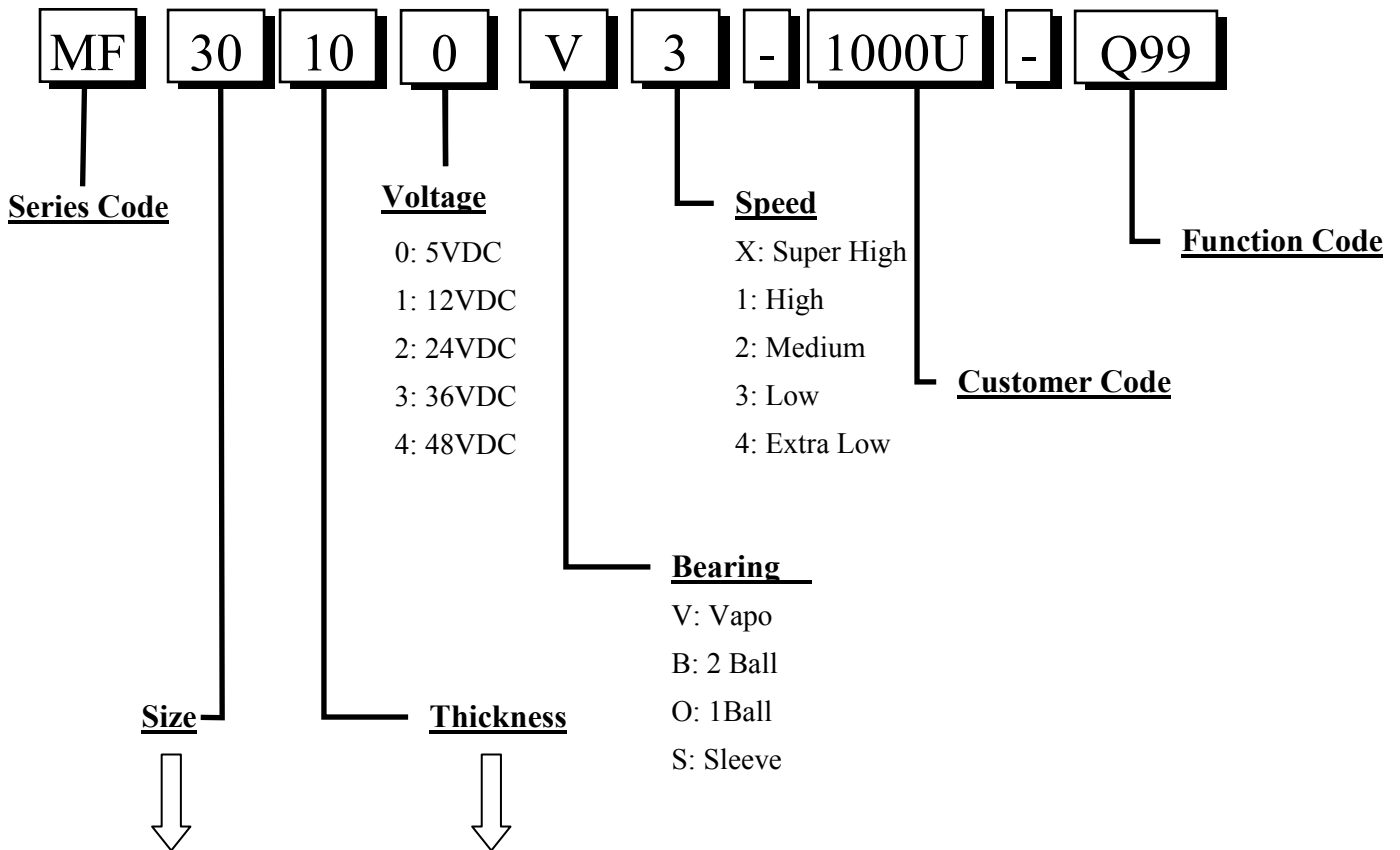 MF 30 10 0 V 3 - 1000U - Q99
Series Code
Voltage
0: 5VDC
1: 12VDC
2: 24VDC
3: 36VDC
4: 48VDC
Speed
X: Super High
1: High
2: Medium
3: Low
4: Extra Low
Function Code
Customer Code
Bearing
V: Vapo
B: 2 Ball
O: 1Ball
S: Sleeve
Size
Thickness